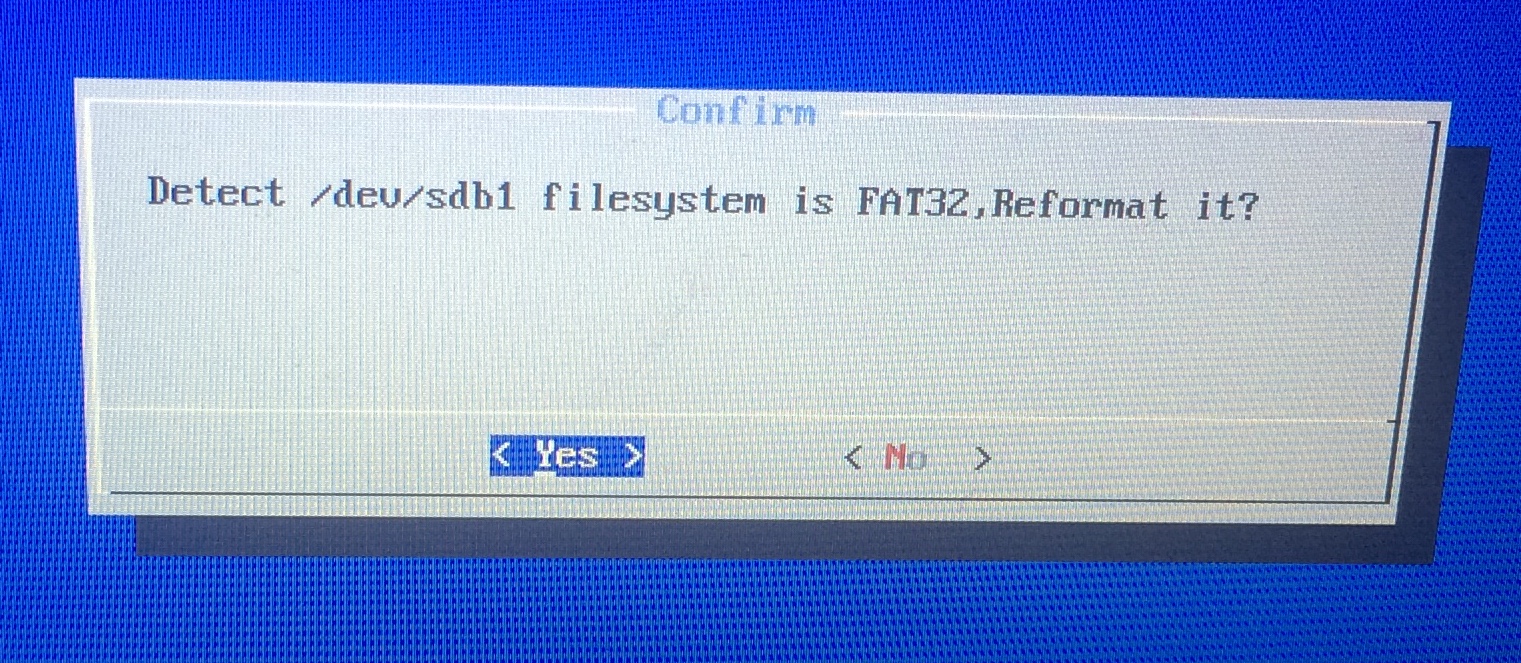 Confirm
Detect /dev/sdb1 filesystem is FAT32,Reformat it?
< Yes > < No >